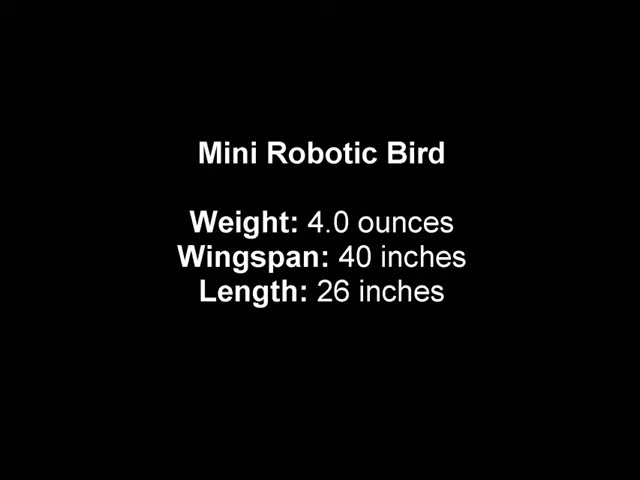 Mini Robotic Bird
Weight: 4.0 ounces
Wingspan: 40 inches
Length: 26 inches